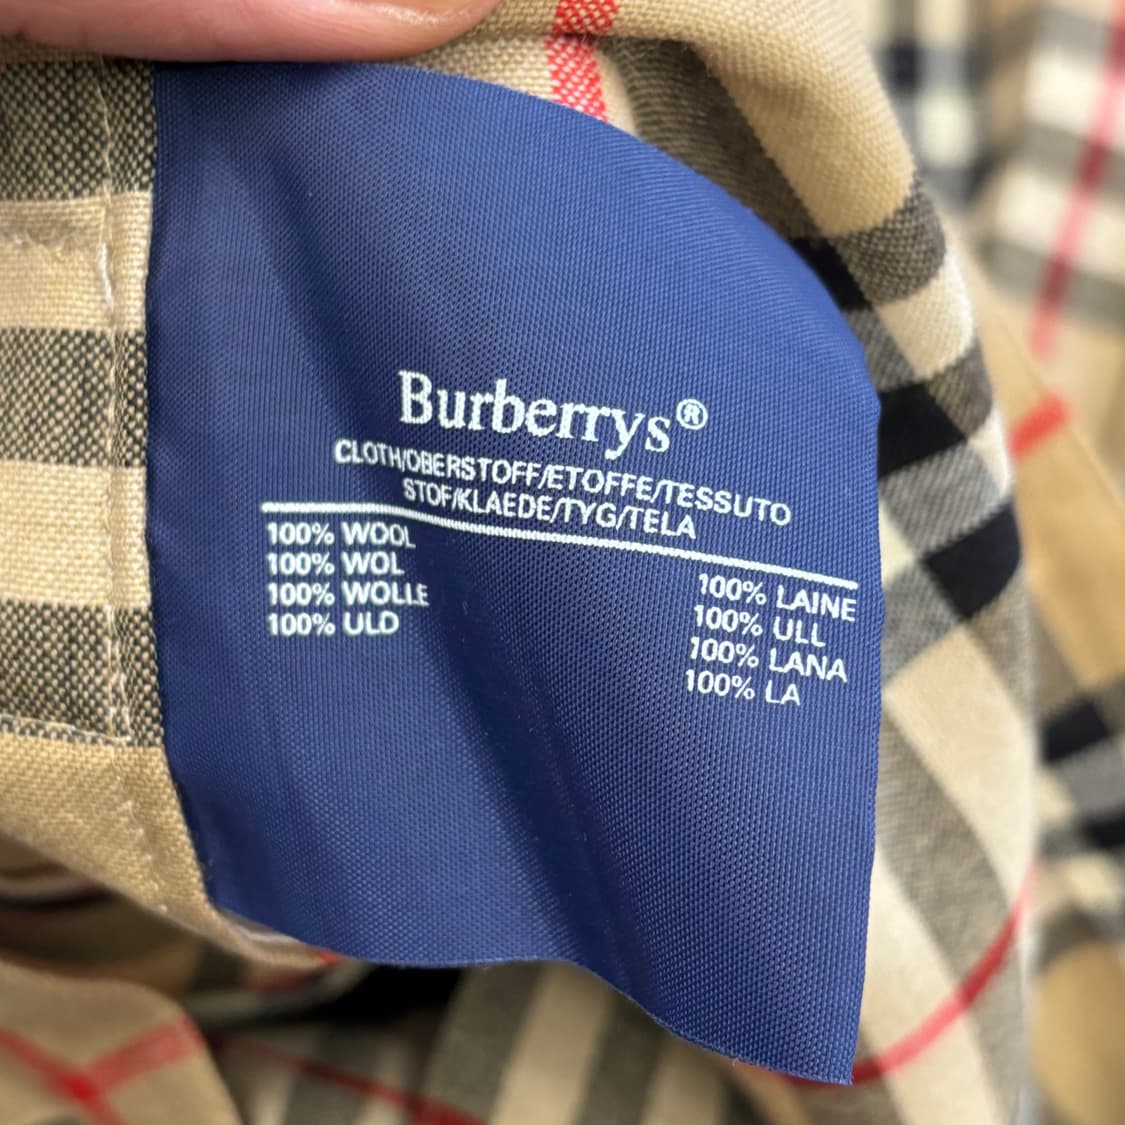 Burberrys®
CLOTH/OBERSTOFF/ETOFFE/TESSUTO
STOF/KLAEDE/TYG/TELA
100% WOOL
100% WOL
100% WOLLE
100% ULD
100% LAINE
100% ULL
100% LANA
100% LA